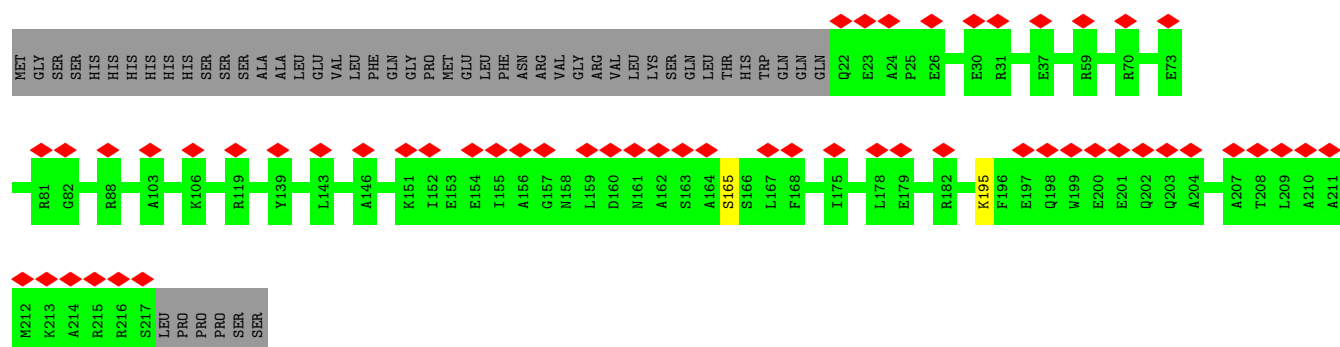 MET GLY SER SER HIS HIS HIS HIS HIS HIS SER SER SER ALA ALA LEU GLU VAL LEU PHE GLN GLY PRO MET GLU LEU PHE ASN ARG VAL GLY ARG VAL LEU LYS SER GLN LEU THR HIS TRP GLN GLN GLN Q22 E23 A24 P25 E26 E30 R31 E37 R59 R70 E73
R81 G82 R88 A103 K106 R119 Y139 L143 A146 K151 I152 E153 E154 I155 A156 G157 N158 L159 D160 N161 A162 S163 A164 S165 S166 L167 F168 I175 L178 E179 R182 K195 F196 E197 Q198 W199 E200 E201 Q202 Q203 A204 A207 T208 L209 A210 A211
M212 K213 A214 R215 R216 S217 LEU PRO PRO PRO SER SER